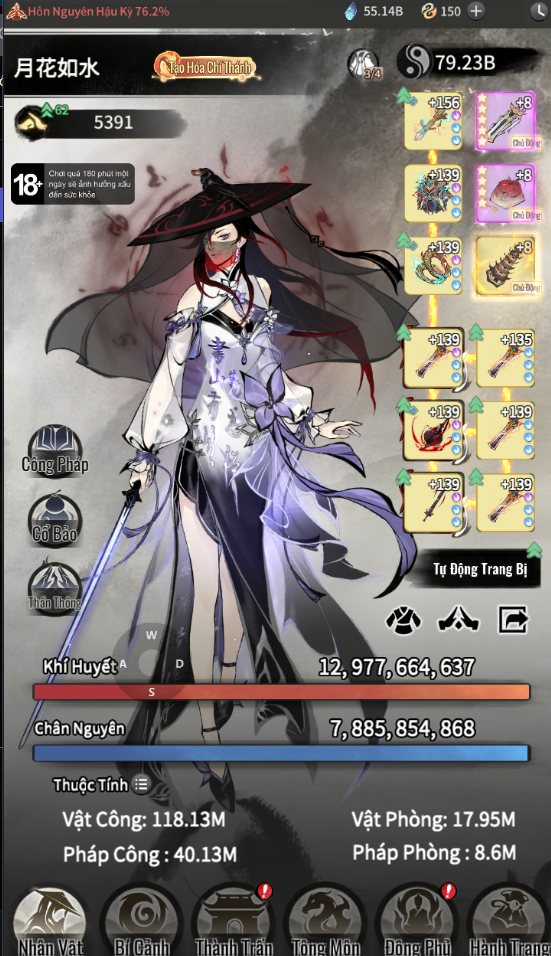 Hỗn Nguyên Hậu Kỳ 76.2%
55.14B
150
月花如水
Tạo Hóa Chí Thánh
3/4
79.23B
62
5391
18+
Chơi quá 180 phút một
ngày sẽ ảnh hưởng xấu
đến sức khỏe
+156
+8
Chủ Động
+139
+8
Chủ Động
+139
+8
Chủ Động
+139
+135
+139
+139
+139
+139
Công Pháp
Cổ Bảo
Thần Thông
Tự Động Trang Bị
W
A
D
S
Khí Huyết
12,977,664,637
Chân Nguyên
7,885,854,868
Thuộc Tính
Vật Công: 118.13M
Vật Phòng: 17.95M
Pháp Công : 40.13M
Pháp Phòng : 8.6M
Nhân Vật
Bí Cảnh
Thành Trấn
Tông Môn
Động Phủ
Hành Trang